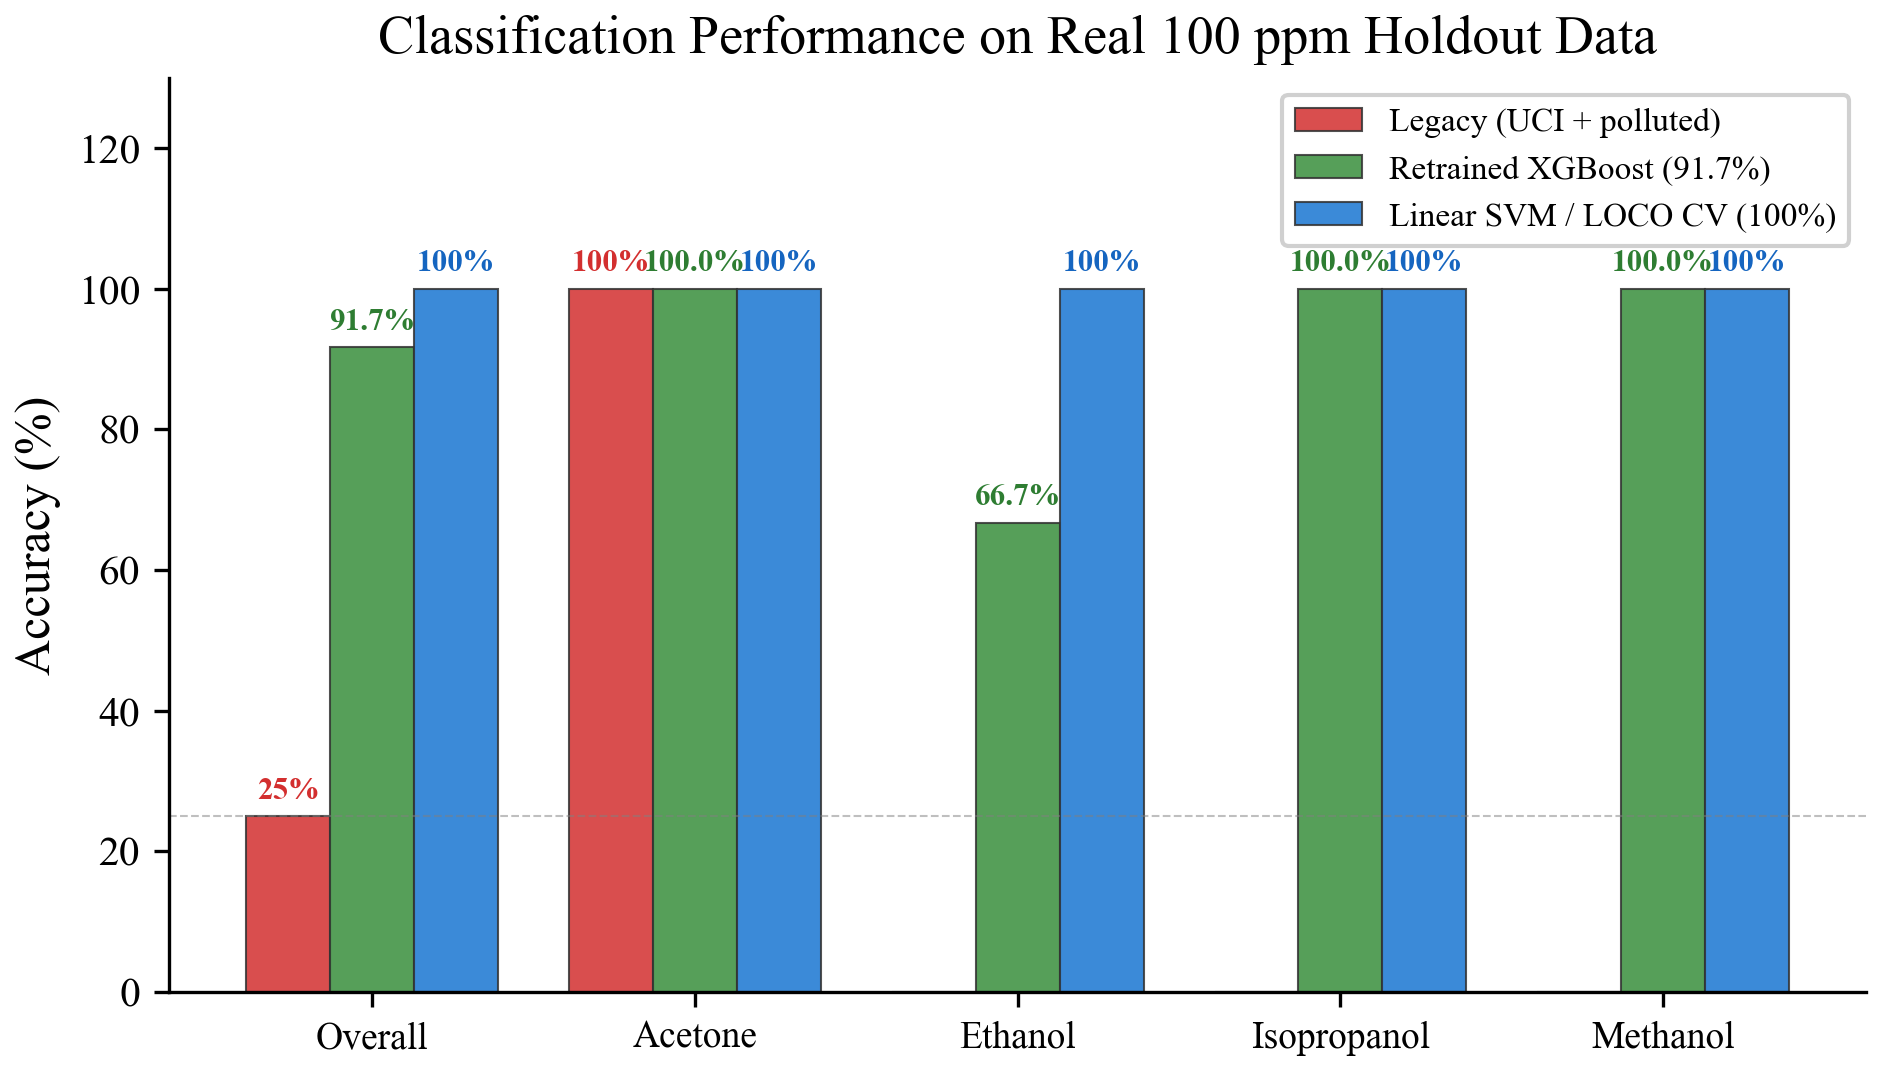 Classification Performance on Real 100 ppm Holdout Data
Legacy (UCI + polluted)
Retrained XGBoost (91.7%)
Linear SVM / LOCO CV (100%)
Accuracy (%)
120
100
80
60
40
20
0
25%
91.7%
100%
100%
100.0%
100%
66.7%
100%
100.0%
100%
100.0%
100%
Overall
Acetone
Ethanol
Isopropanol
Methanol